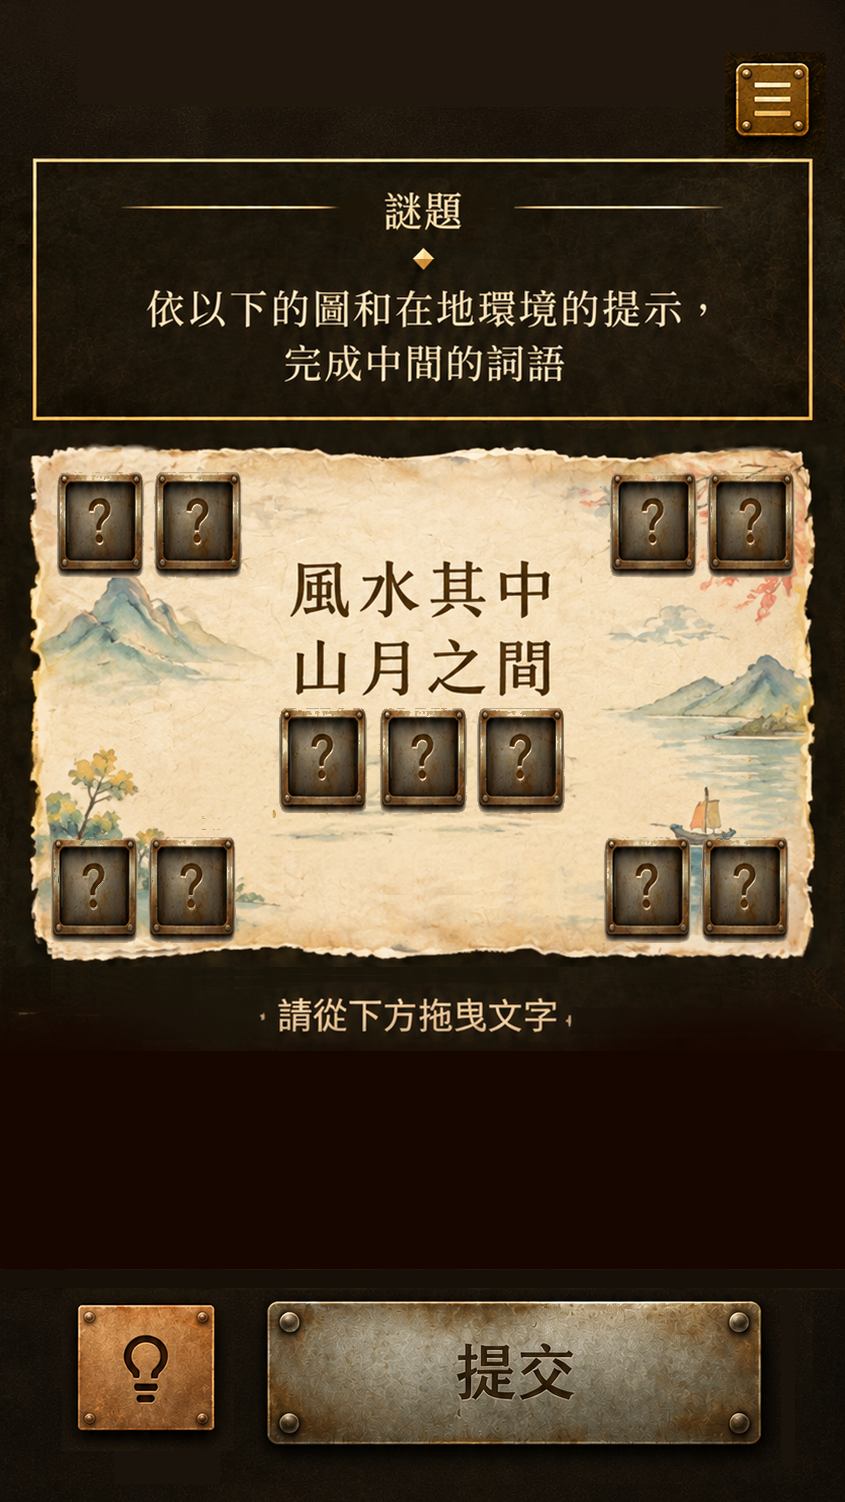 謎題
依以下的圖和在地環境的提示，
完成中間的詞語
? ? ? ?
風水其中
山月之間
? ? ?
? ? ? ?
請從下方拖曳文字
提交